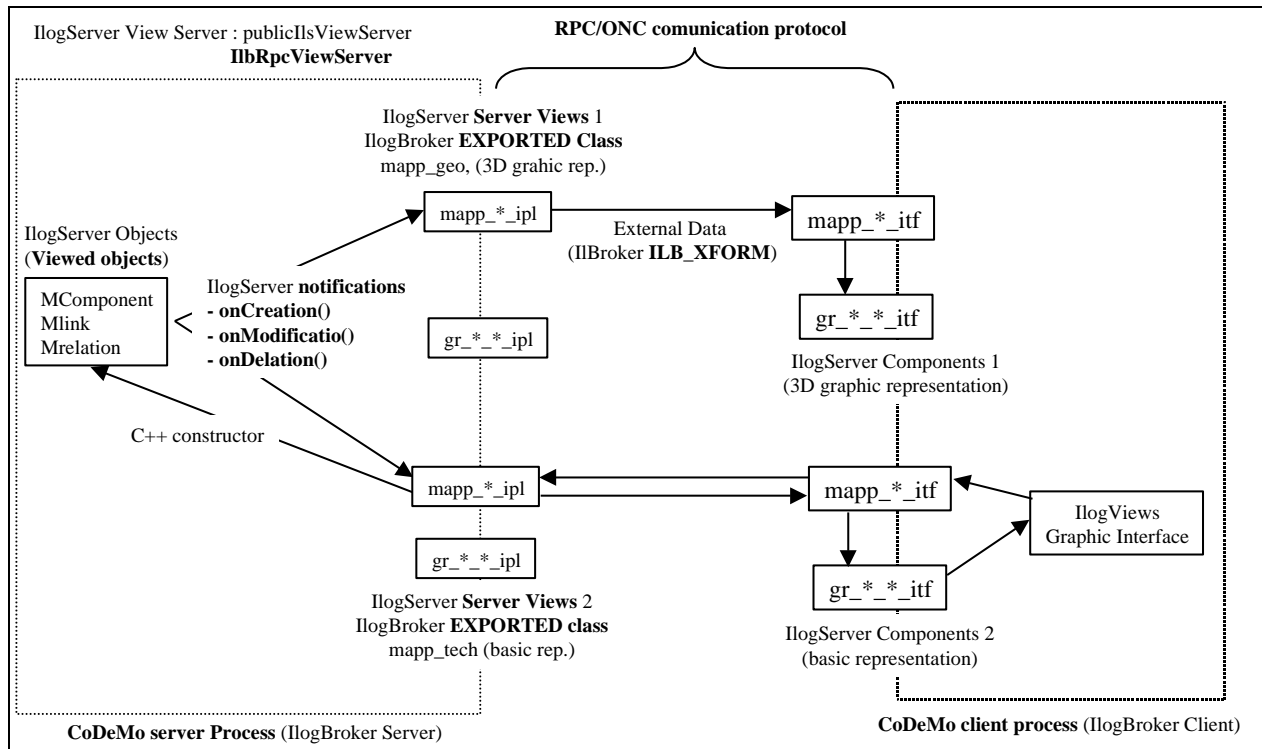 IlogServer View Server : publicIlsViewServer
IlbRpcViewServer
RPC/ONC comunication protocol
IlogServer Server Views 1
IlogBroker EXPORTED Class
mapp_geo, (3D grahic rep.)
mapp_*_ipl
External Data
(IlBroker ILB_XFORM)
mapp_*_itf
IlogServer Objects
(Viewed objects)
MComponent
Mlink
Mrelation
IlogServer notifications
- onCreation()
- onModificatio()
- onDelation()
gr_*_*_ipl
gr_*_*_itf
IlogServer Components 1
(3D graphic representation)
C++ constructor
mapp_*_ipl
mapp_*_itf
IlogViews
Graphic Interface
gr_*_*_ipl
gr_*_*_itf
IlogServer Server Views 2
IlogBroker EXPORTED class
mapp_tech (basic rep.)
IlogServer Components 2
(basic representation)
CoDeMo server Process (IlogBroker Server)
CoDeMo client process (IlogBroker Client)